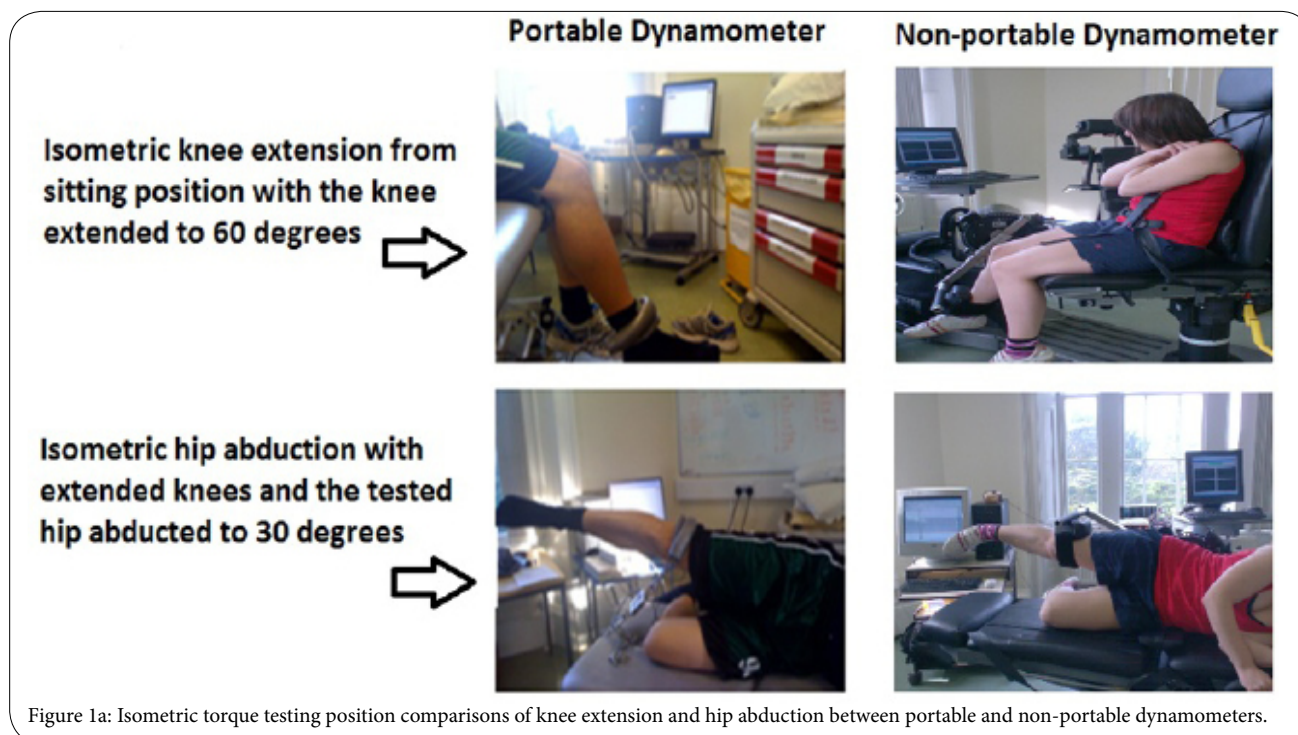 Portable Dynamometer
Non-portable Dynamometer
Isometric knee extension from
sitting position with the knee
extended to 60 degrees
Isometric hip abduction with
extended knees and the tested
hip abducted to 30 degrees
Figure 1a: Isometric torque testing position comparisons of knee extension and hip abduction between portable and non-portable dynamometers.